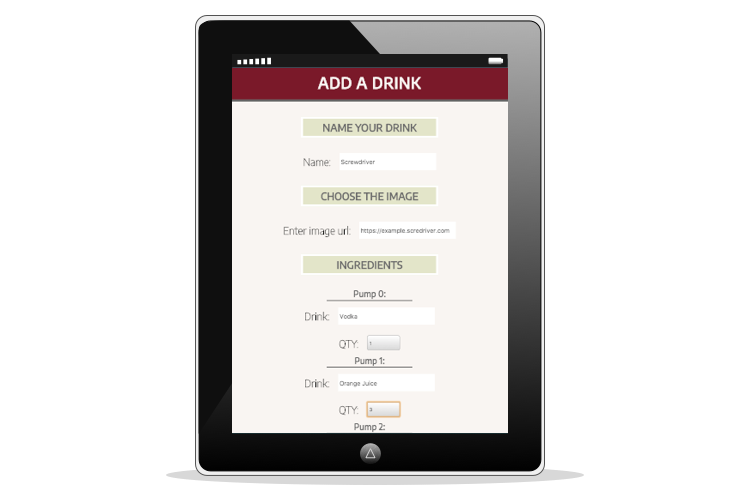 ADD A DRINK
NAME YOUR DRINK
Name: Screwdriver
CHOOSE THE IMAGE
Enter image url: https://example.scredriver.com
INGREDIENTS
Pump 0:
Drink: Vodka
QTY: 1
Pump 1:
Drink: Orange Juice
QTY: 3
Pump 2: